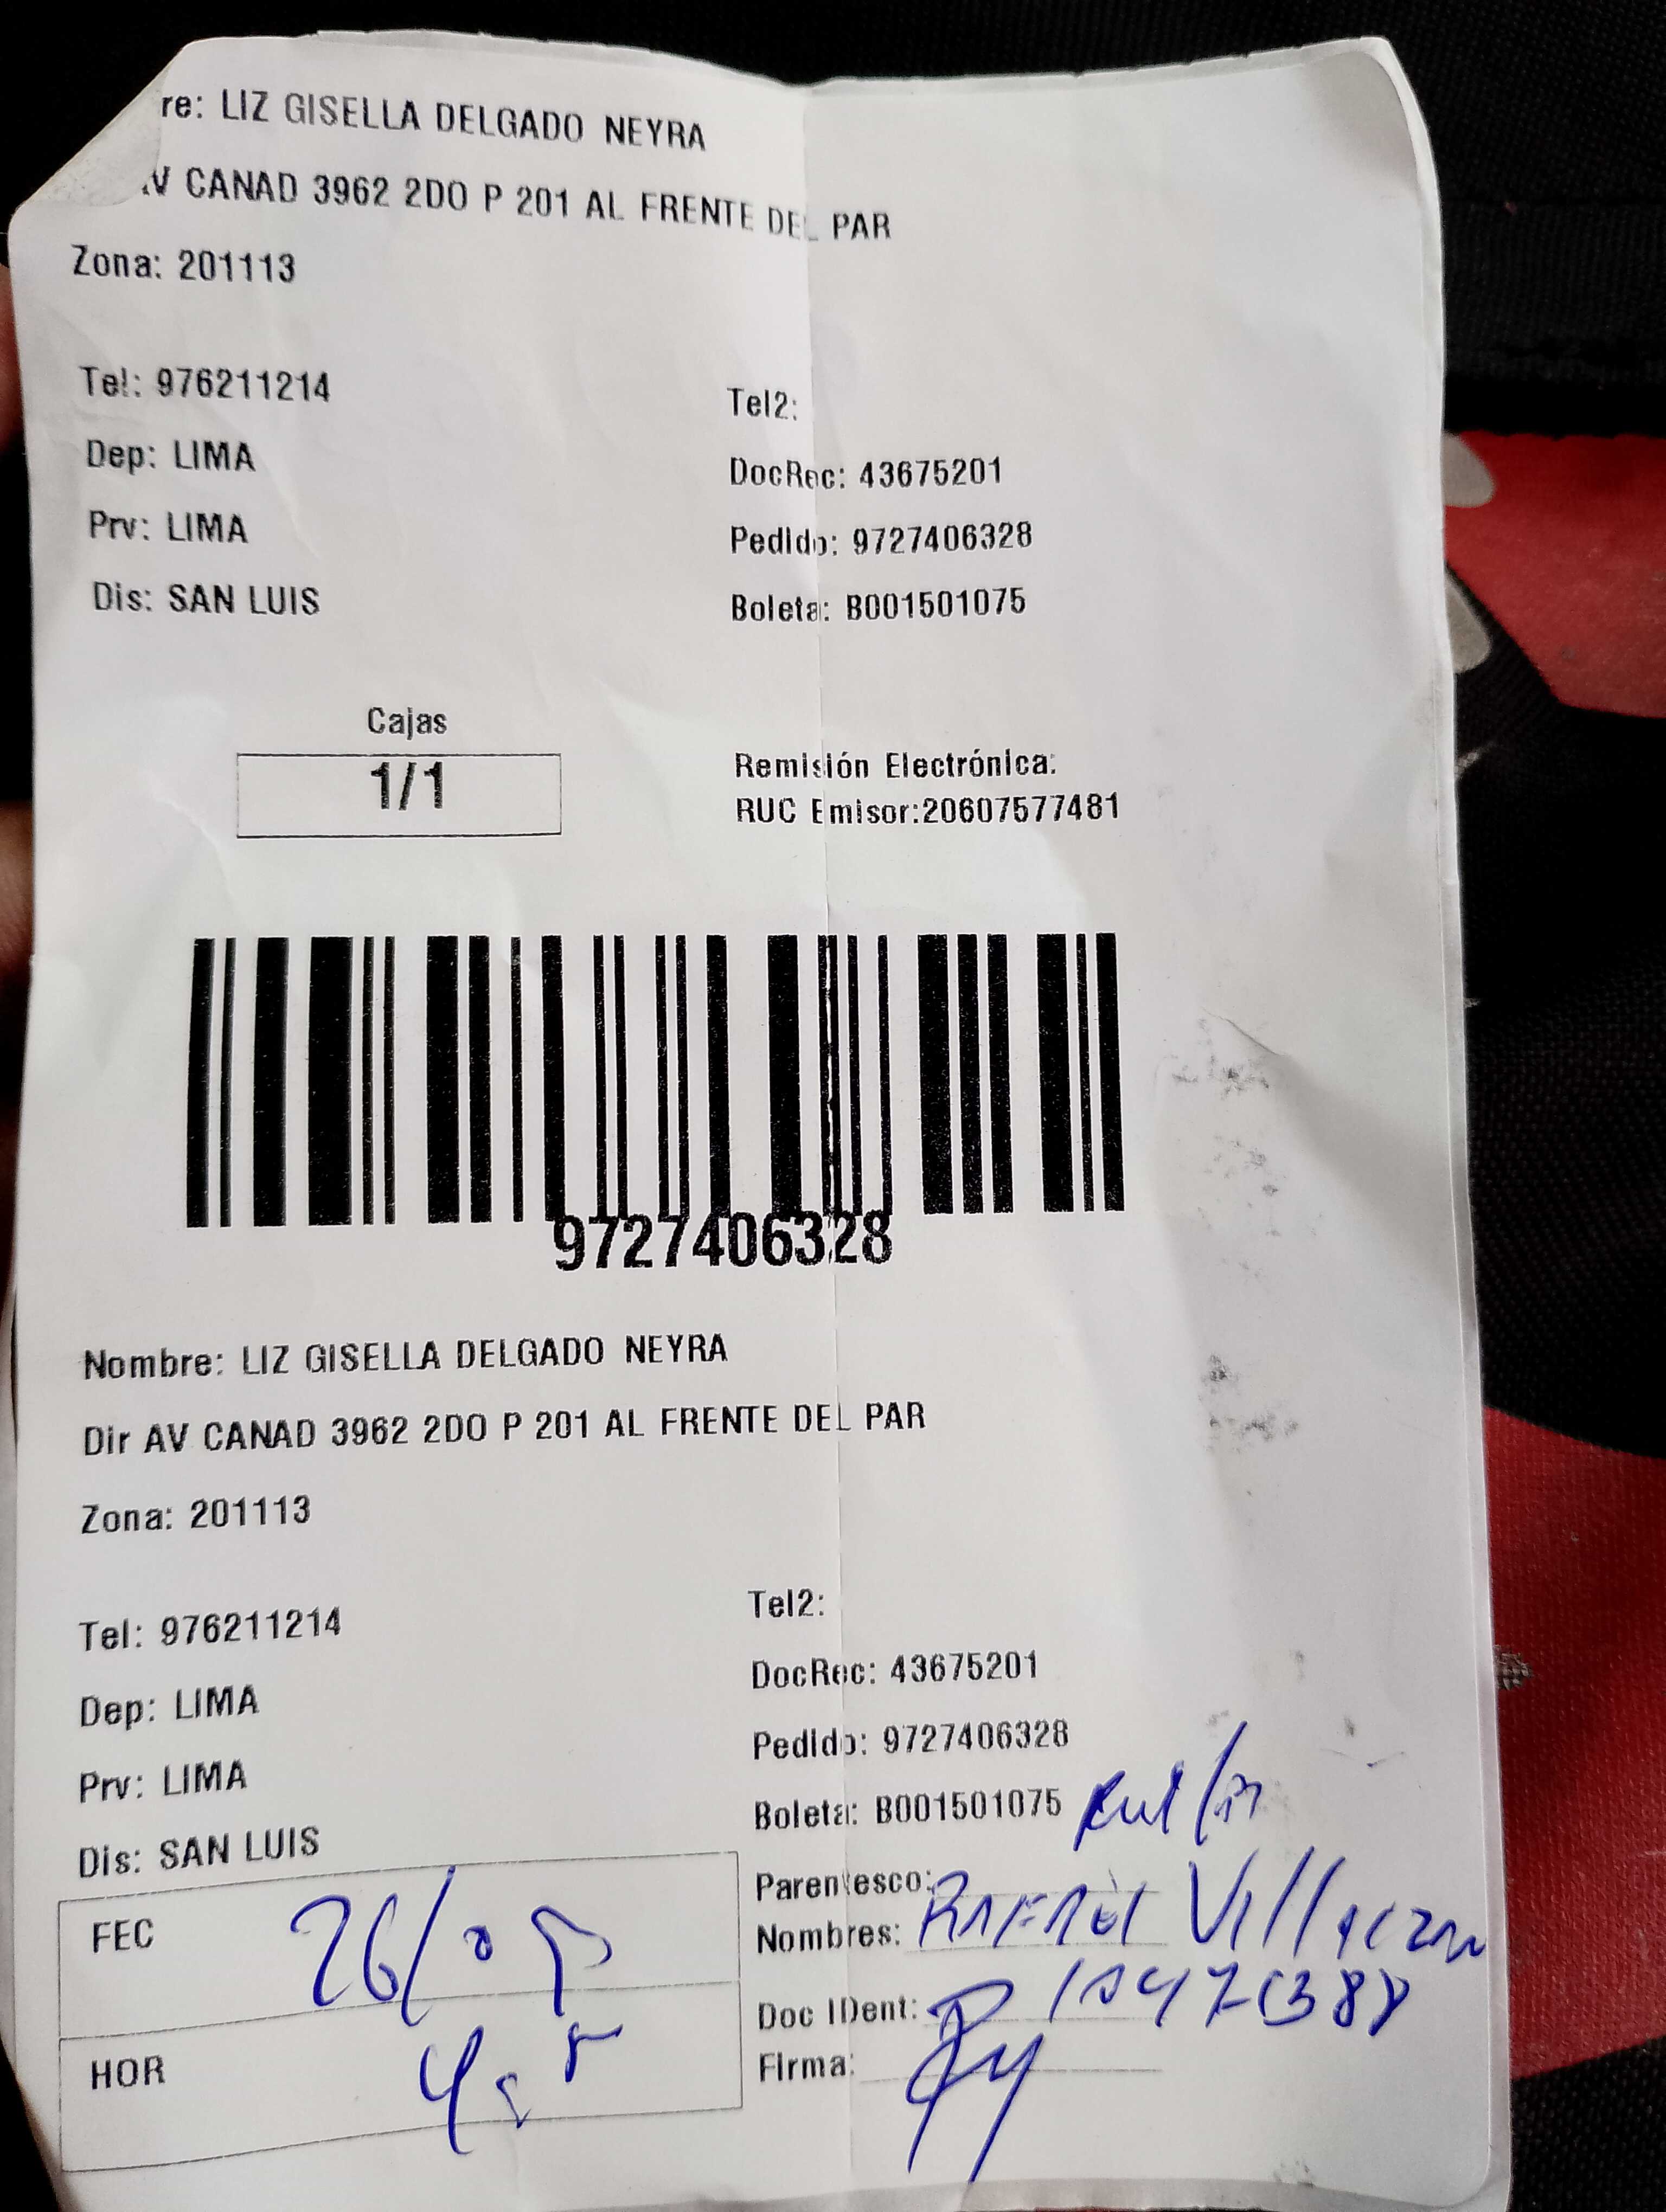 re: LIZ GISELLA DELGADO NEYRA
AV CANAD 3962 2DO P 201 AL FRENTE DEL PAR
Zona: 201113
Tel: 976211214
Tel2:
Dep: LIMA
DocRec: 43675201
Prv: LIMA
Pedido: 9727406328
Dis: SAN LUIS
Boleta: B001501075
Cajas
1/1
Remisión Electrónica:
RUC Emisor:20607577481
9727406328
Nombre: LIZ GISELLA DELGADO NEYRA
Dir AV CANAD 3962 2DO P 201 AL FRENTE DEL PAR
Zona: 201113
Tel: 976211214
Tel2:
Dep: LIMA
DocRec: 43675201
Prv: LIMA
Pedido: 9727406328
Dis: SAN LUIS
Boleta: B001501075
Parentesco:
FEC 26/05
Nombres: Rafael
Doc IDent:
HOR
Firma: